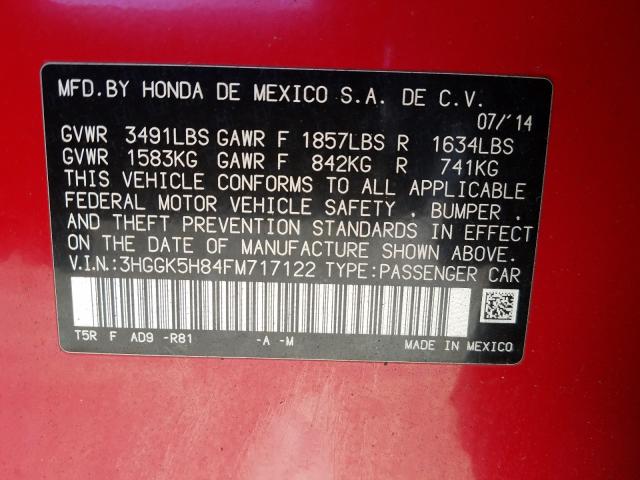 MFD.BY HONDA DE MEXICO S.A. DE C.V.
07/'14
GVWR 3491LBS GAWR F 1857LBS R 1634LBS
GVWR 1583KG GAWR F 842KG R 741KG
THIS VEHICLE CONFORMS TO ALL APPLICABLE
FEDERAL MOTOR VEHICLE SAFETY , BUMPER ,
AND THEFT PREVENTION STANDARDS IN EFFECT
ON THE DATE OF MANUFACTURE SHOWN ABOVE.
V.I.N.:3HGGK5H84FM717122 TYPE:PASSENGER CAR
T5R F AD9 -R81 -A -M MADE IN MEXICO